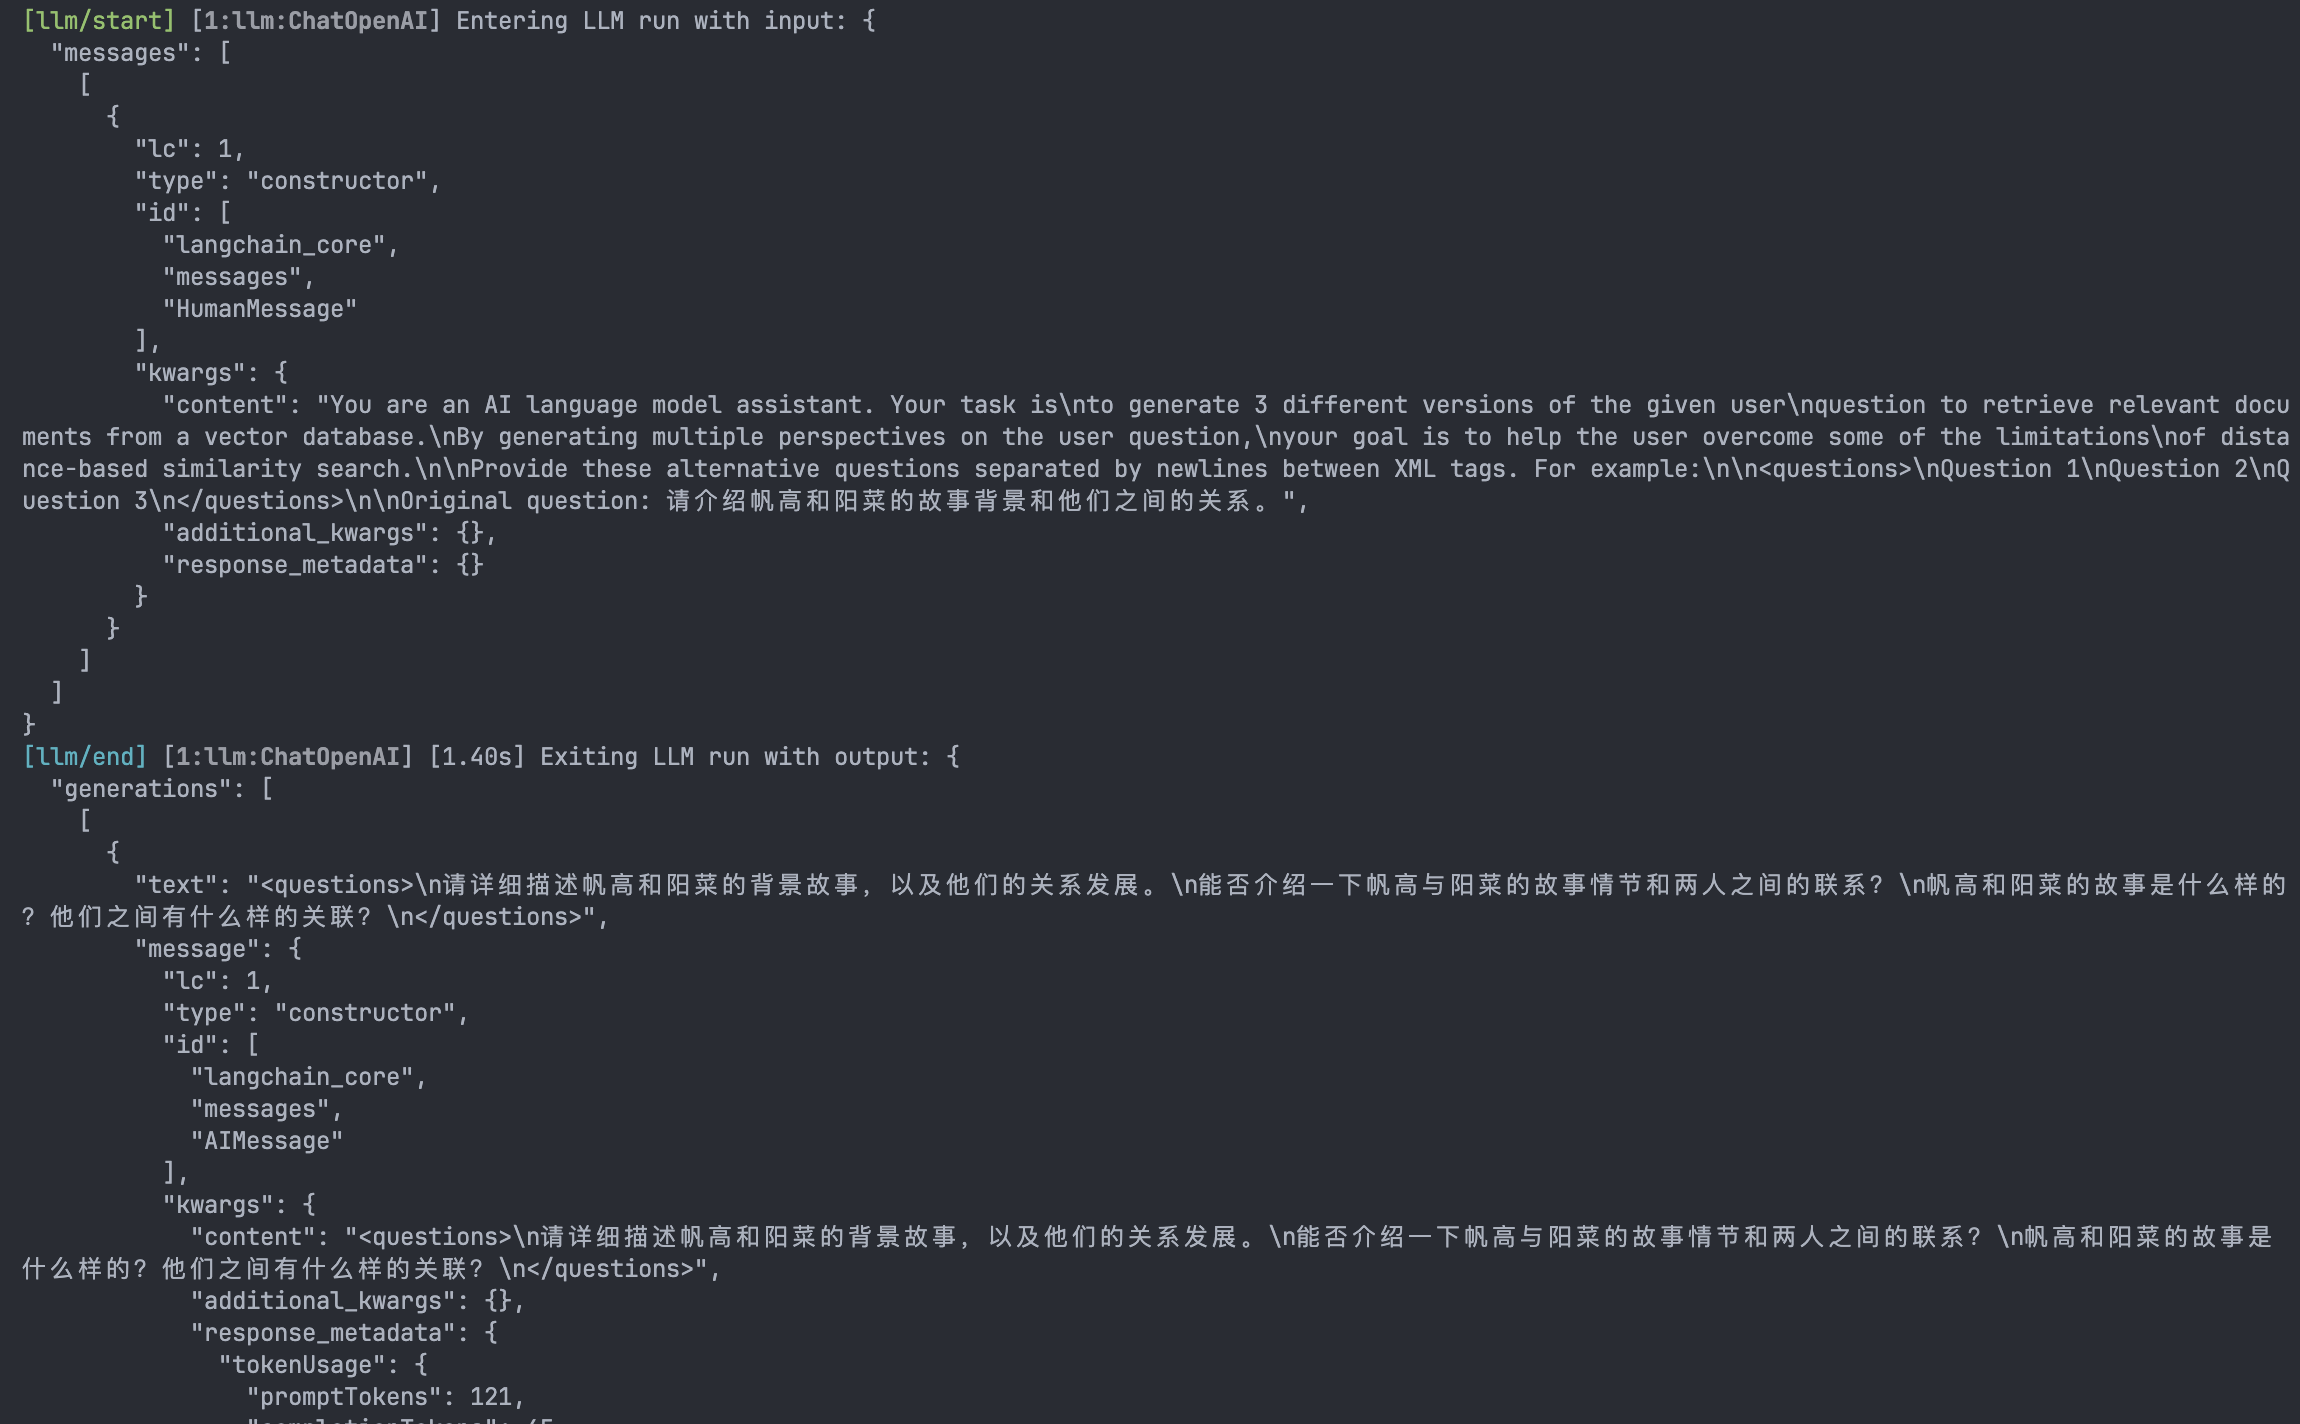 [llm/start] [1:llm:ChatOpenAI] Entering LLM run with input: {
  "messages": [
    [
      {
        "lc": 1,
        "type": "constructor",
        "id": [
          "langchain_core",
          "messages",
          "HumanMessage"
        ],
        "kwargs": {
          "content": "You are an AI language model assistant. Your task is\nto generate 3 different versions of the given user\nquestion to retrieve relevant docu
ments from a vector database.\nBy generating multiple perspectives on the user question,\nyour goal is to help the user overcome some of the limitations\nof dista
nce-based similarity search.\n\nProvide these alternative questions separated by newlines between XML tags. For example:\n\n<questions>\nQuestion 1\nQuestion 2\nQ
uestion 3\n</questions>\n\nOriginal question: 请介绍帆高和阳菜的故事背景和他们之间的关系。",
          "additional_kwargs": {},
          "response_metadata": {}
        }
      }
    ]
  ]
}
[llm/end] [1:llm:ChatOpenAI] [1.40s] Exiting LLM run with output: {
  "generations": [
    [
      {
        "text": "<questions>\n请详细描述帆高和阳菜的背景故事，以及他们的关系发展。\n能否介绍一下帆高与阳菜的故事情节和两人之间的联系？\n帆高和阳菜的故事是什么样的
？他们之间有什么样的关联？\n</questions>",
        "message": {
          "lc": 1,
          "type": "constructor",
          "id": [
            "langchain_core",
            "messages",
            "AIMessage"
          ],
          "kwargs": {
            "content": "<questions>\n请详细描述帆高和阳菜的背景故事，以及他们的关系发展。\n能否介绍一下帆高与阳菜的故事情节和两人之间的联系？\n帆高和阳菜的故事是
什么样的？他们之间有什么样的关联？\n</questions>",
            "additional_kwargs": {},
            "response_metadata": {
              "tokenUsage": {
                "promptTokens": 121,